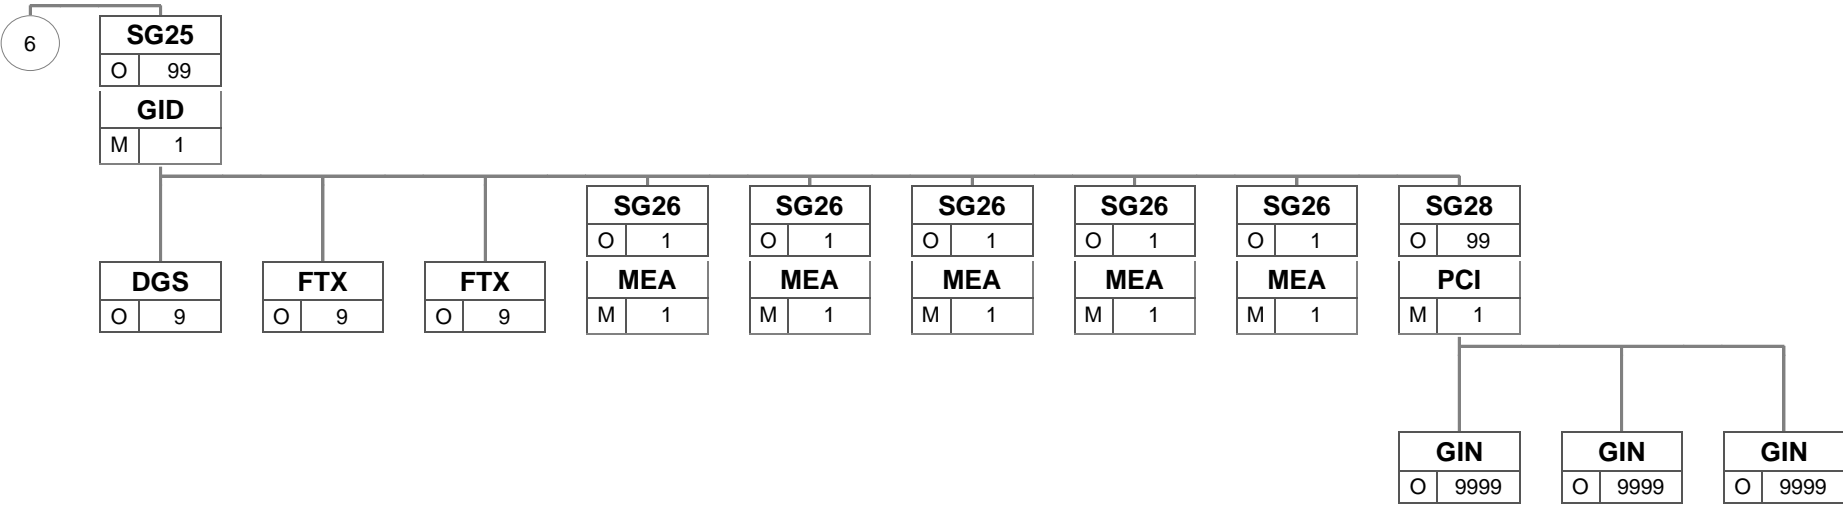 6
SG25
O 99
GID
M 1
SG26 SG26 SG26 SG26 SG26 SG28
O 1 O 1 O 1 O 1 O 1 O 99
DGS FTX FTX MEA MEA MEA MEA MEA PCI
O 9 O 9 O 9 M 1 M 1 M 1 M 1 M 1 M 1
GIN GIN GIN
O 9999 O 9999 O 9999